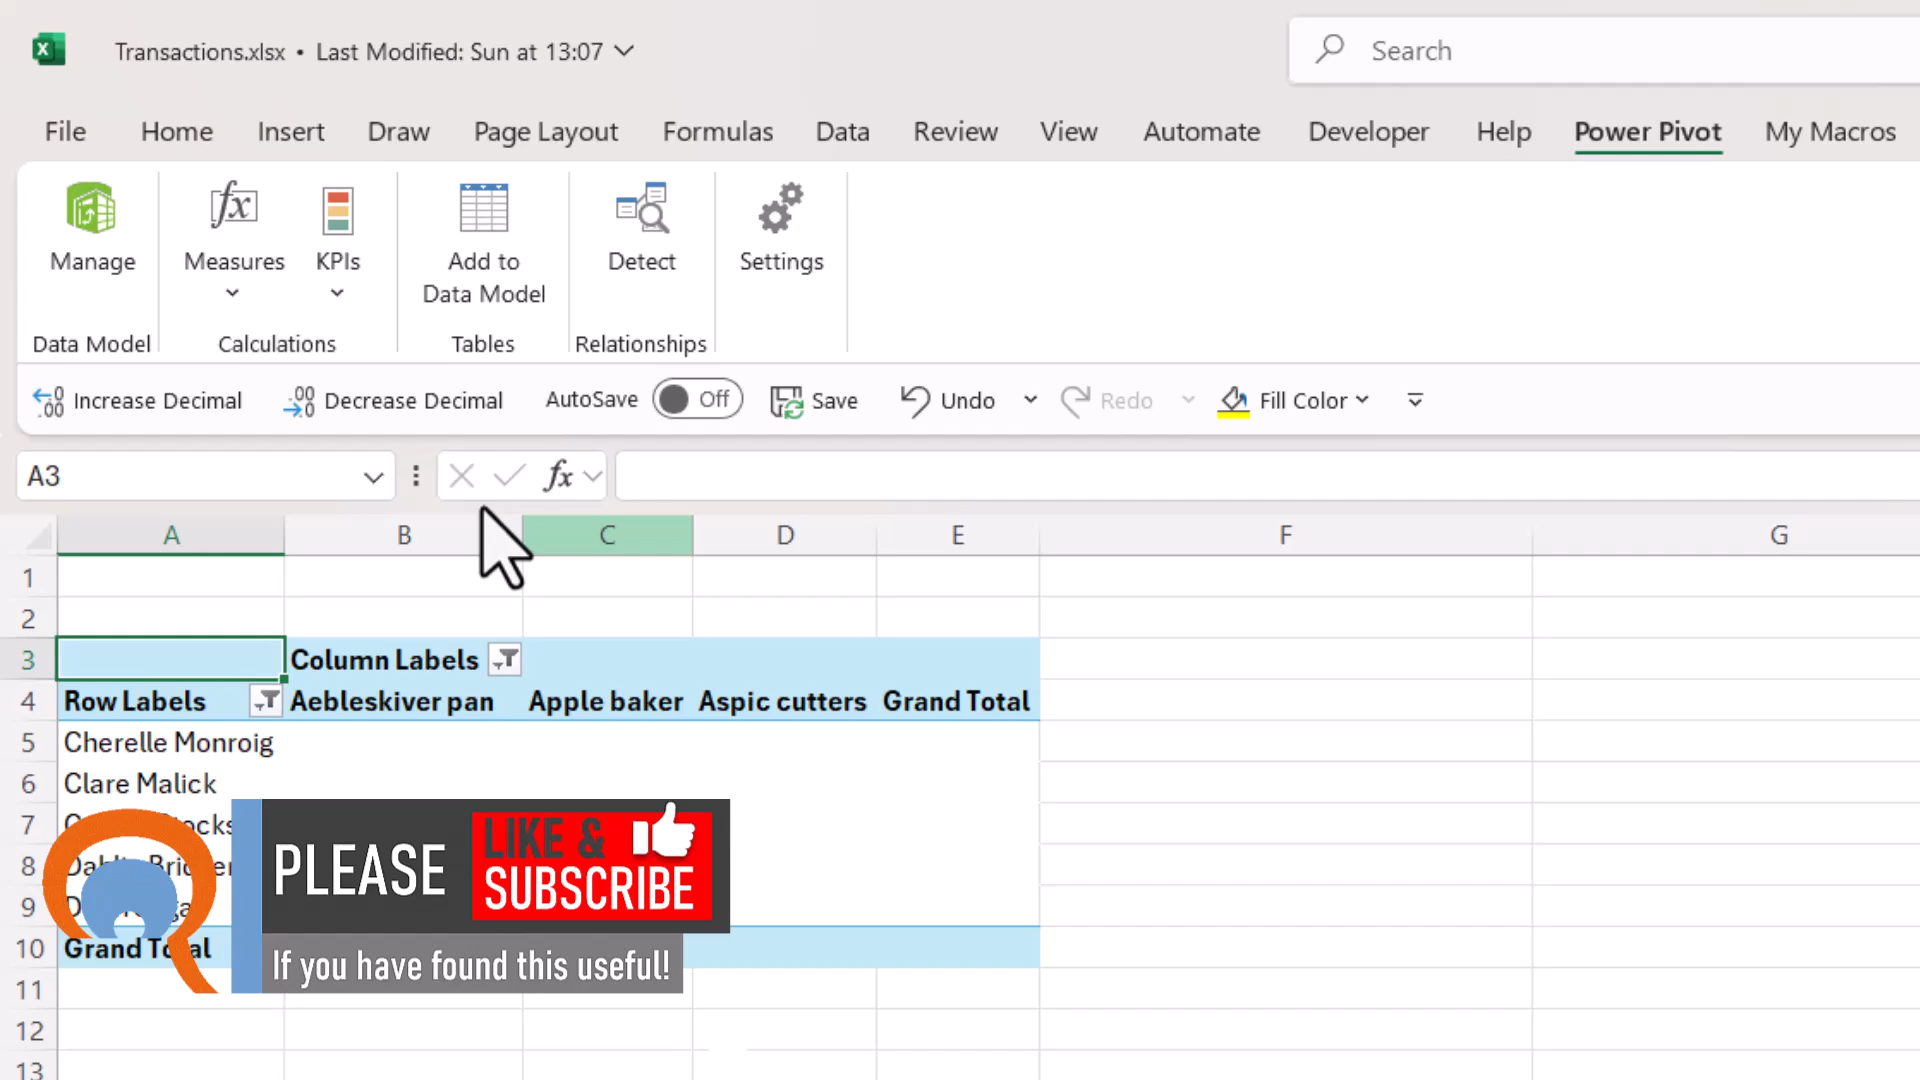 Transactions.xlsx • Last Modified: Sun at 13:07
Search
File Home Insert Draw Page Layout Formulas Data Review View Automate Developer Help Power Pivot My Macros
Manage Measures KPIs Add to Data Model Detect Settings
Data Model Calculations Tables Relationships
Increase Decimal Decrease Decimal AutoSave Off Save Undo Redo Fill Color
A3 fx
A B C D E F G
1
2
3 Column Labels
4 Row Labels Aebleskiver pan Apple baker Aspic cutters Grand Total
5 Cherelle Monroig
6 Clare Malick
7
8
9
10 Grand Total
11
12
13
PLEASE LIKE & SUBSCRIBE
If you have found this useful!